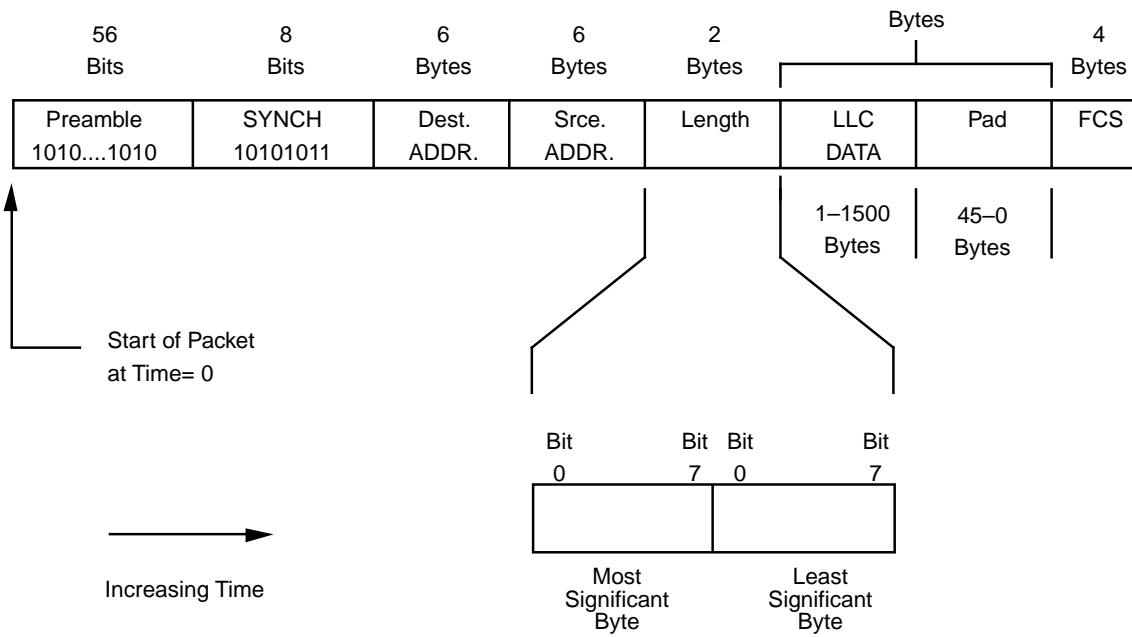 56 Bits
8 Bits
6 Bytes
6 Bytes
2 Bytes
Bytes
4 Bytes
Preamble 1010....1010
SYNCH 10101011
Dest. ADDR.
Srce. ADDR.
Length
LLC DATA
Pad
FCS
1–1500 Bytes
45–0 Bytes
Start of Packet
at Time= 0
Bit 0
Bit 7
Bit 0
Bit 7
Increasing Time
Most Significant Byte
Least Significant Byte